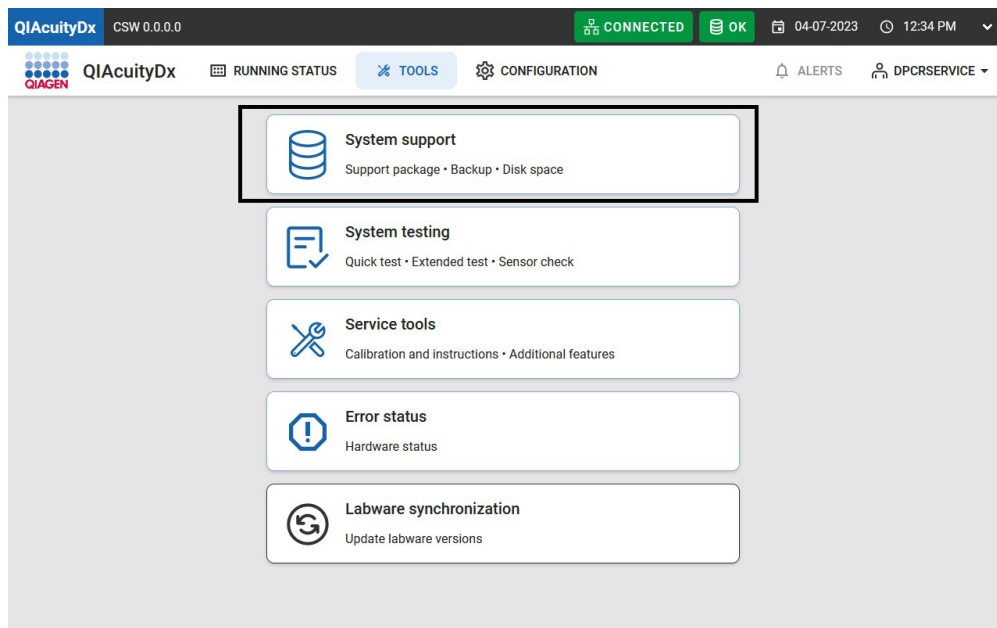 QIAcuityDx CSW 0.0.0.0 CONNECTED OK 04-07-2023 12:34 PM
QIAGEN QIAcuityDx RUNNING STATUS TOOLS CONFIGURATION ALERTS DPCRSERVICE
System support
Support package • Backup • Disk space
System testing
Quick test • Extended test • Sensor check
Service tools
Calibration and instructions • Additional features
Error status
Hardware status
Labware synchronization
Update labware versions